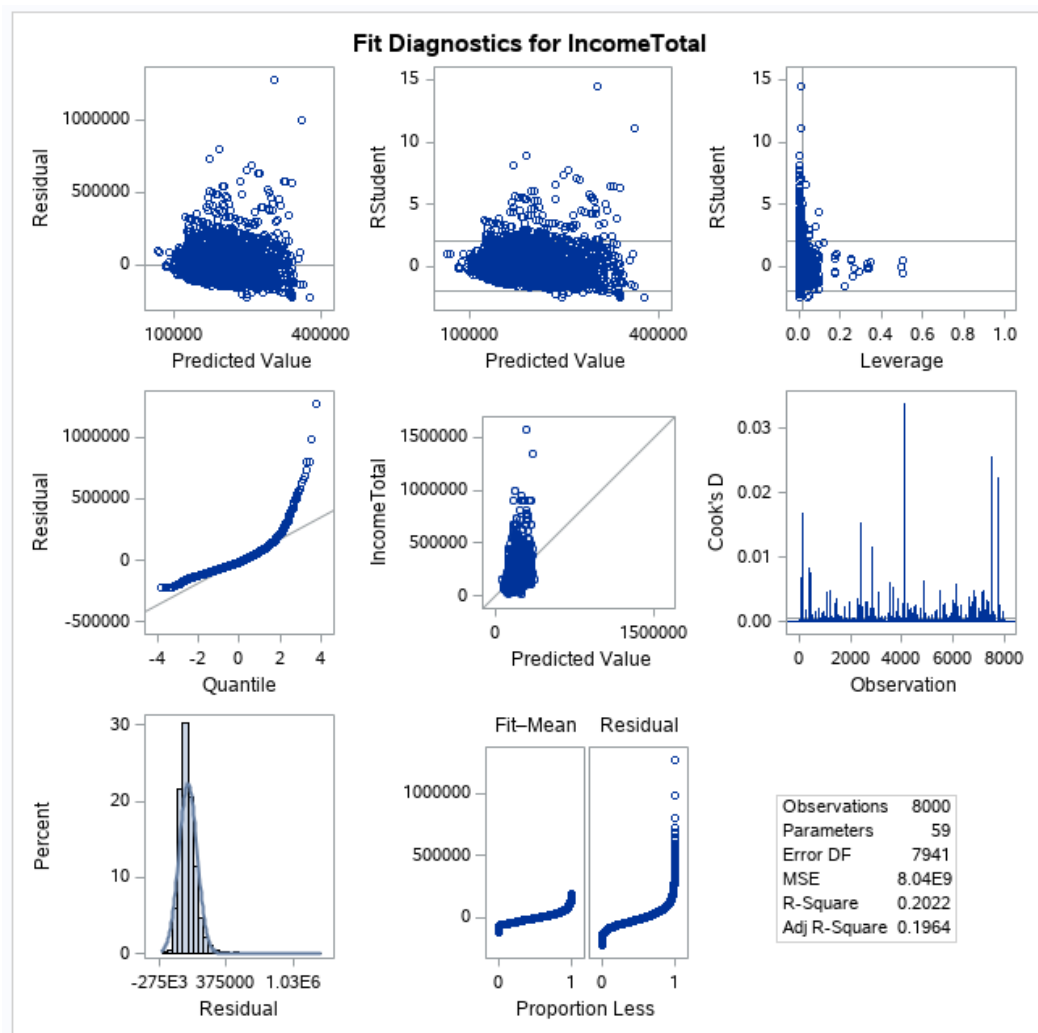 Fit Diagnostics for IncomeTotal
Residual
1000000
500000
0
100000 400000
Predicted Value
RStudent
15
10
5
0
100000 400000
Predicted Value
RStudent
15
10
5
0
0.0 0.2 0.4 0.6 0.8 1.0
Leverage
Residual
1000000
500000
0
-500000
-4 -2 0 2 4
Quantile
IncomeTotal
1500000
1000000
500000
0
0 1500000
Predicted Value
Cook's D
0.03
0.02
0.01
0.00
0 2000 4000 6000 8000
Observation
Percent
30
20
10
0
-275E3 375000 1.03E6
Residual
Fit–Mean Residual
1000000
500000
0
0 1 0 1
Proportion Less
Observations 8000
Parameters 59
Error DF 7941
MSE 8.04E9
R-Square 0.2022
Adj R-Square 0.1964